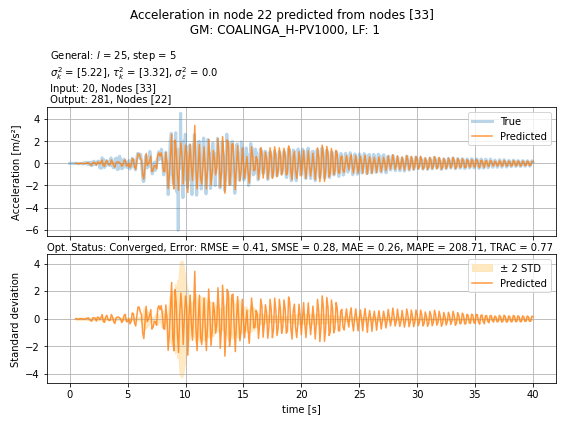 Acceleration in node 22 predicted from nodes [33]
GM: COALINGA_H-PV1000, LF: 1
General: l = 25, step = 5
σ²ₖ = [5.22], τ²ₖ = [3.32], σ²ε = 0.0
Input: 20, Nodes [33]
Output: 281, Nodes [22]
Acceleration [m/s²]
4
2
0
−2
−4
−6
True
Predicted
Opt. Status: Converged, Error: RMSE = 0.41, SMSE = 0.28, MAE = 0.26, MAPE = 208.71, TRAC = 0.77
Standard deviation
4
2
0
−2
−4
± 2 STD
Predicted
0 5 10 15 20 25 30 35 40
time [s]